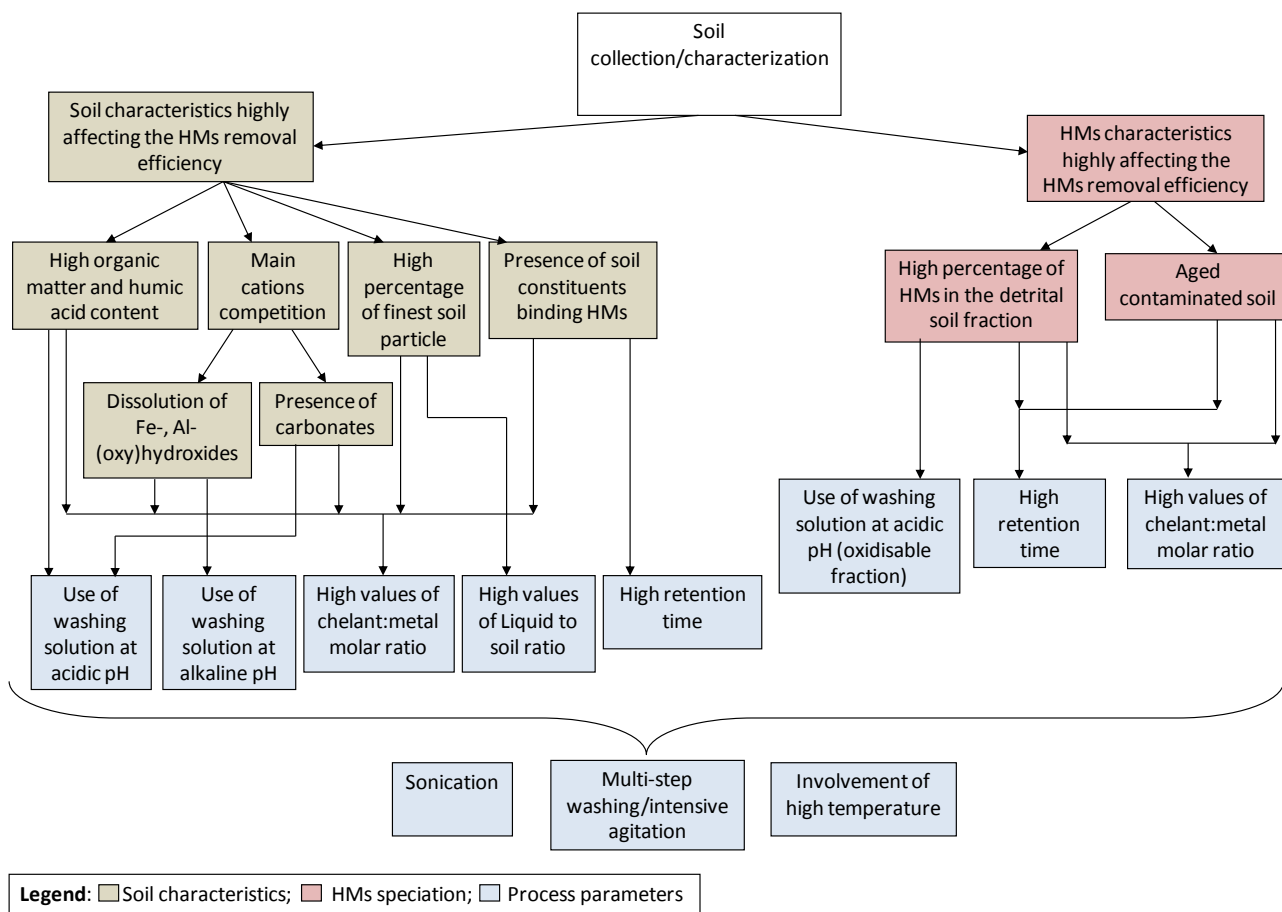 Soil
collection/characterization
Soil characteristics highly
affecting the HMs removal
efficiency
HMs characteristics
highly affecting the
HMs removal efficiency
High organic
matter and humic
acid content
Main
cations
competition
High
percentage
of finest soil
particle
Presence of soil
constituents
binding HMs
High percentage of
HMs in the detrital
soil fraction
Aged
contaminated soil
Dissolution of
Fe-, Al-
(oxy)hydroxides
Presence of
carbonates
Use of washing
solution at acidic
pH (oxidisable
fraction)
High
retention
time
High values of
chelant:metal
molar ratio
Use of
washing
solution at
acidic pH
Use of
washing
solution at
alkaline pH
High values of
chelant:metal
molar ratio
High values
of Liquid to
soil ratio
High retention
time
Sonication
Multi-step
washing/intensive
agitation
Involvement of
high temperature
Legend: Soil characteristics; HMs speciation; Process parameters